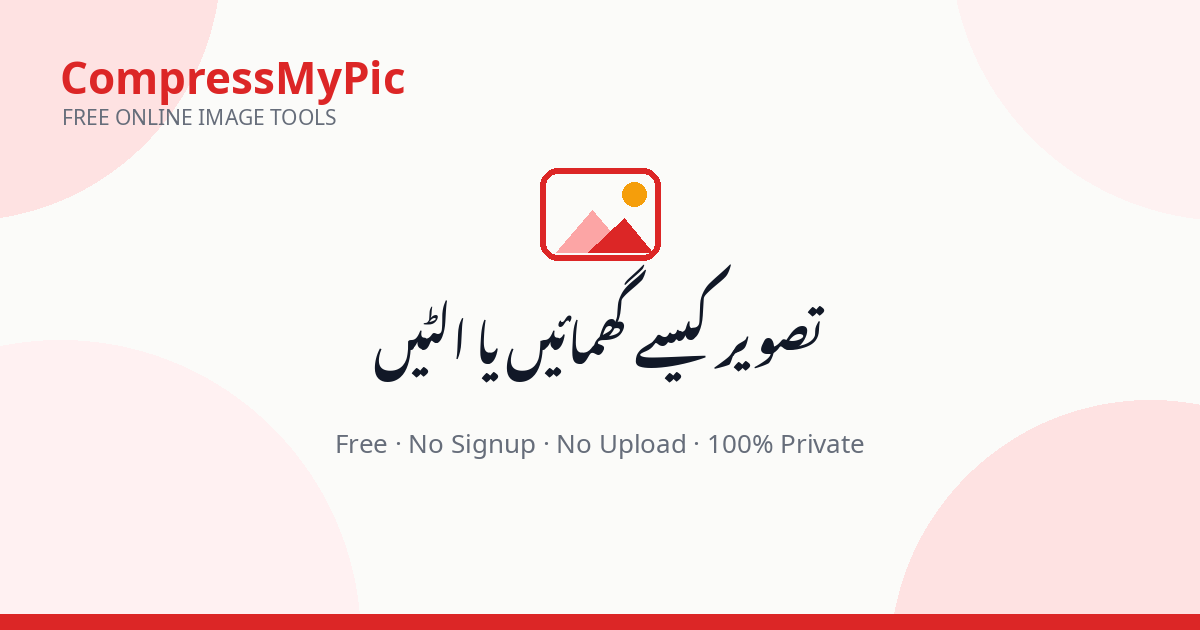 CompressMyPic
FREE ONLINE IMAGE TOOLS
تصویر کیسے گھمائیں یا الٹیں
Free · No Signup · No Upload · 100% Private